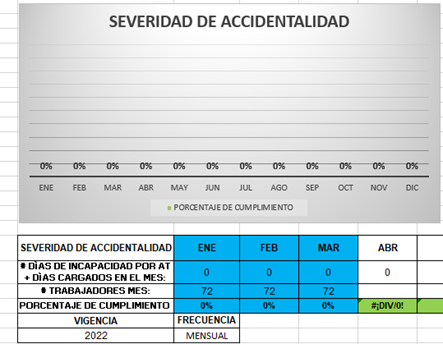 SEVERIDAD DE ACCIDENTALIDAD
0% 0% 0% 0% 0% 0% 0% 0% 0% 0% 0% 0%
ENE FEB MAR ABR MAY JUN JUL AGO SEP OCT NOV DIC
PORCENTAJE DE CUMPLIMIENTO
SEVERIDAD DE ACCIDENTALIDAD ENE FEB MAR ABR
# DÌAS DE INCAPACIDAD POR AT
+ DÌAS CARGADOS EN EL MES: 0 0 0 0
# TRABAJADORES MES: 72 72 72
PORCENTAJE DE CUMPLIMIENTO 0% 0% 0% #¡DIV/0!
VIGENCIA FRECUENCIA
2022 MENSUAL